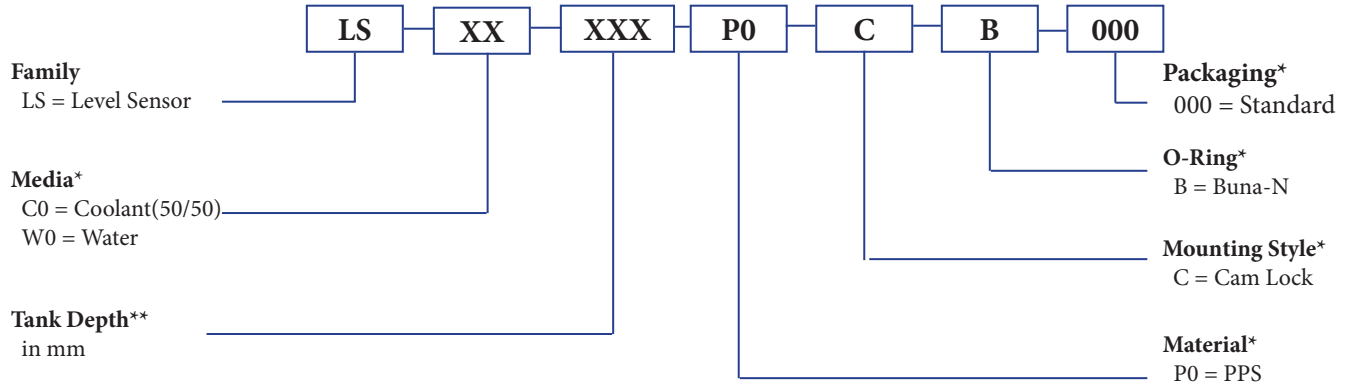 LS XX XXX P0 C B 000
Family
LS = Level Sensor
Media*
C0 = Coolant(50/50)
W0 = Water
Tank Depth**
in mm
Packaging*
000 = Standard
O-Ring*
B = Buna-N
Mounting Style*
C = Cam Lock
Material*
P0 = PPS